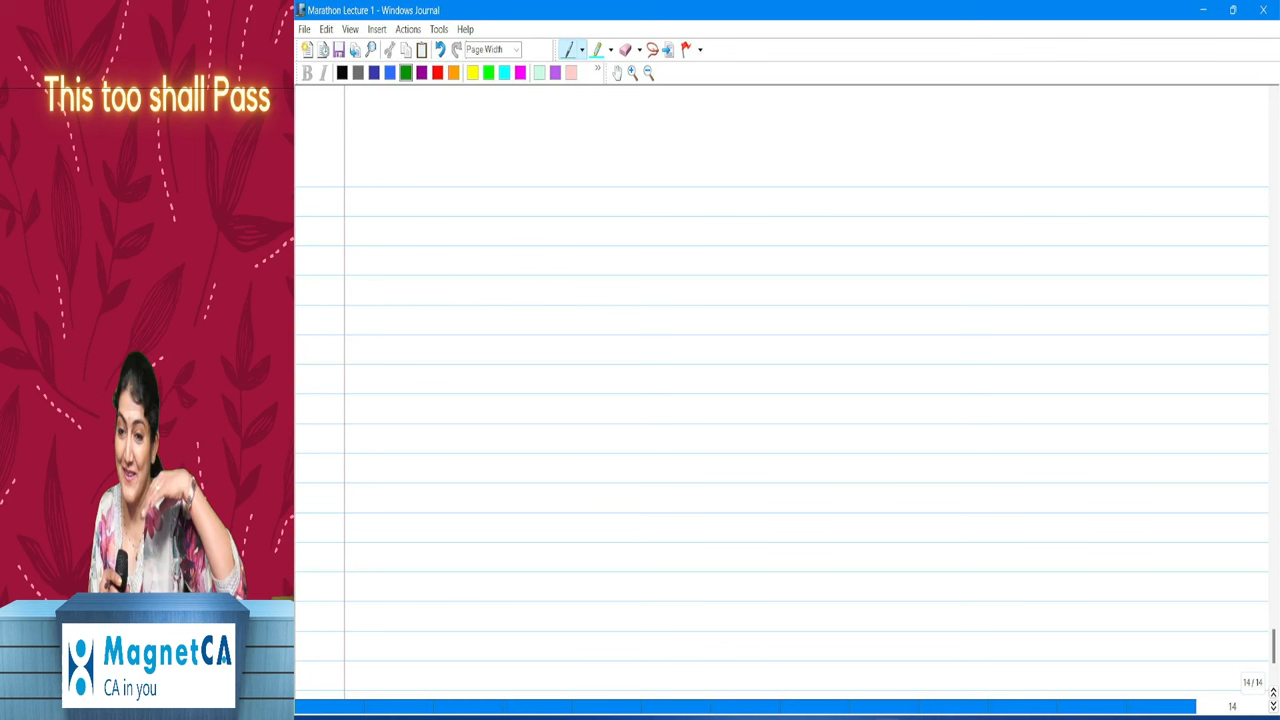 Marathon Lecture 1 - Windows Journal
File Edit View Insert Actions Tools Help
Page Width
B I
»
This too shall Pass
MagnetCA
CA in you
14 / 14
14